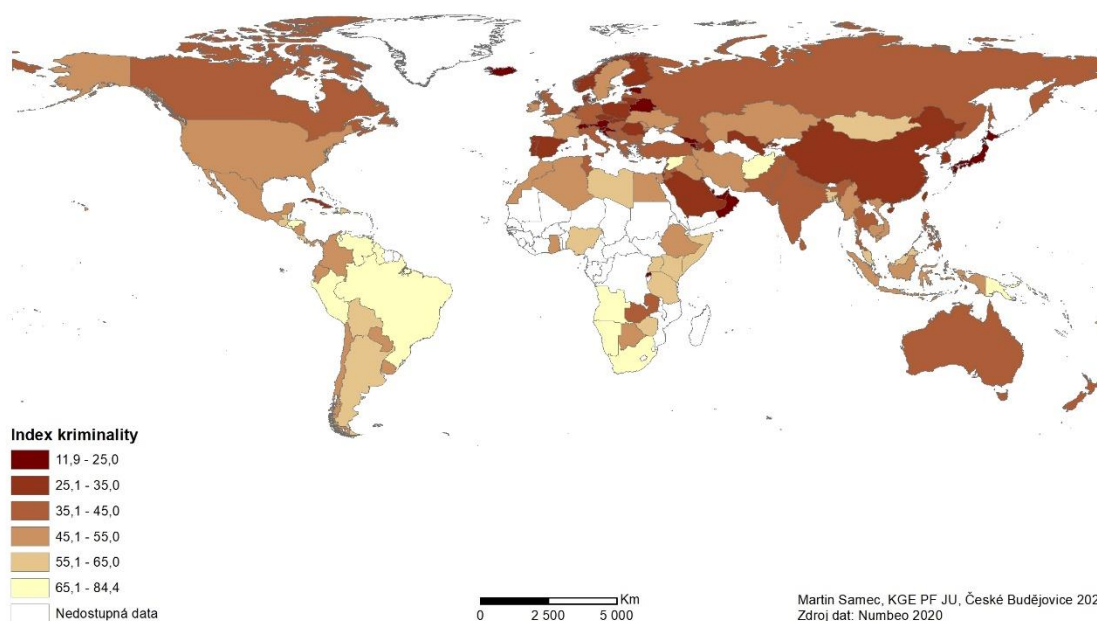 Index kriminality
11,9 - 25,0
25,1 - 35,0
35,1 - 45,0
45,1 - 55,0
55,1 - 65,0
65,1 - 84,4
Nedostupná data
Km
0 2 500 5 000
Martin Samec, KGE PF JU, České Budějovice 202
Zdroj dat: Numbeo 2020